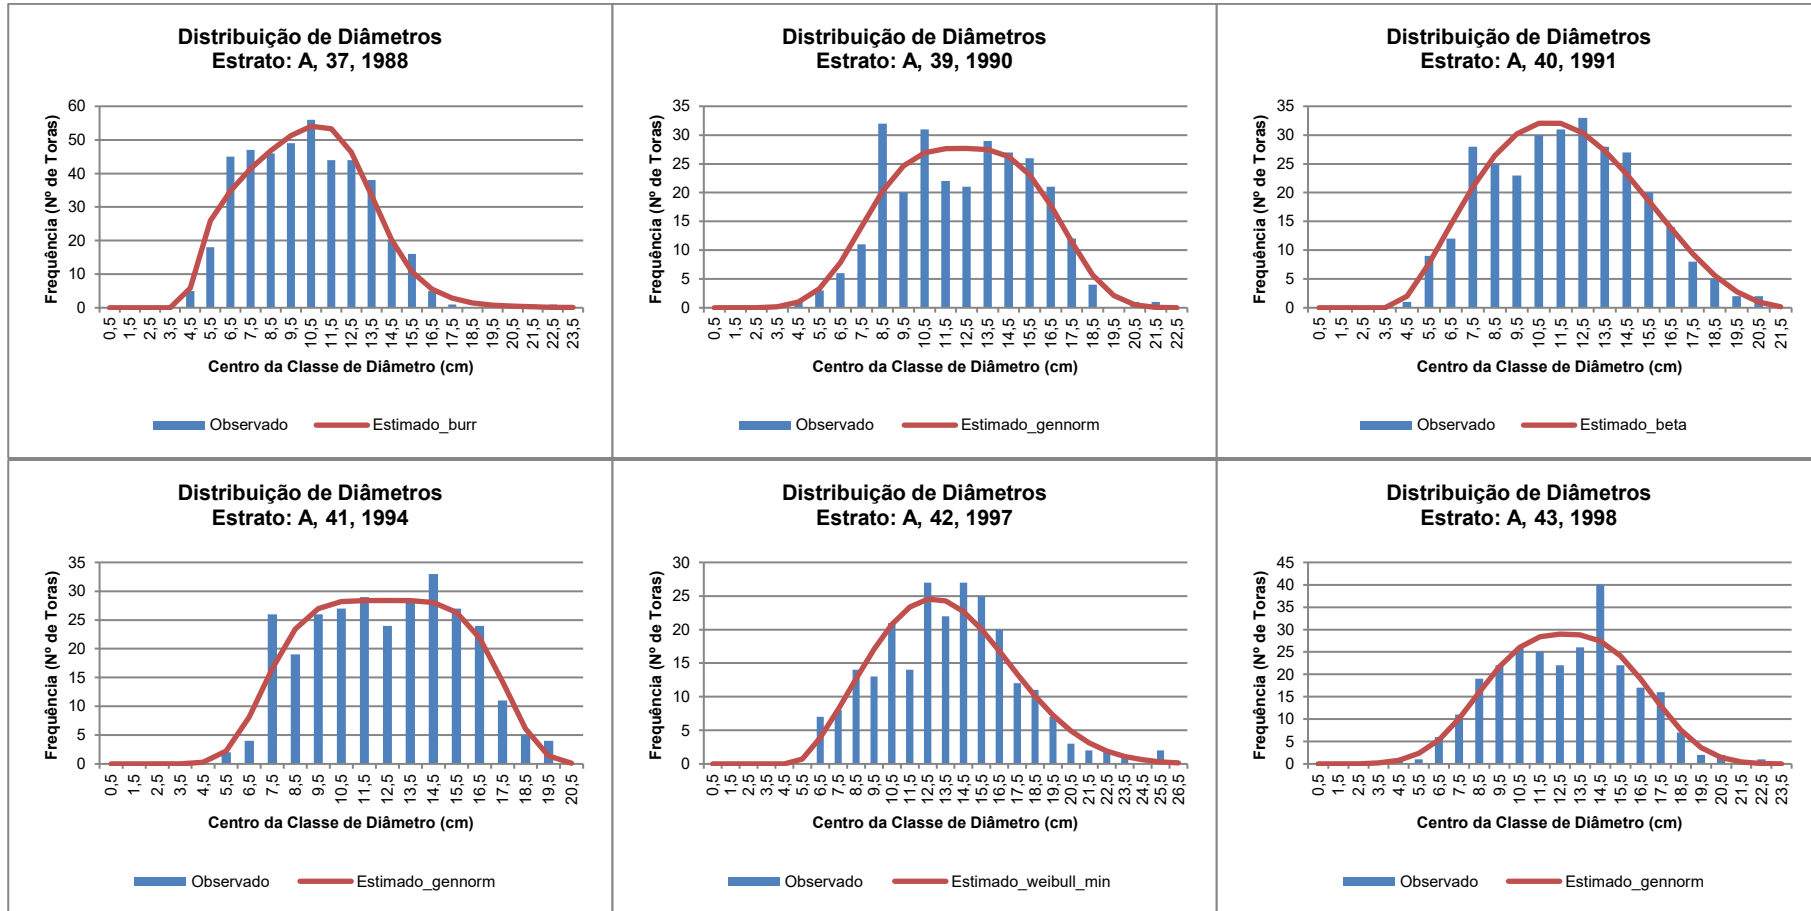 Distribuição de Diâmetros
Estrato: A, 37, 1988
Frequência (Nº de Toras)
60
50
40
30
20
10
0
0,5 1,5 2,5 3,5 4,5 5,5 6,5 7,5 8,5 9,5 10,5 11,5 12,5 13,5 14,5 15,5 16,5 17,5 18,5 19,5 20,5 21,5 22,5 23,5
Centro da Classe de Diâmetro (cm)
Observado Estimado_burr
Distribuição de Diâmetros
Estrato: A, 39, 1990
Frequência (Nº de Toras)
35
30
25
20
15
10
5
0
0,5 1,5 2,5 3,5 4,5 5,5 6,5 7,5 8,5 9,5 10,5 11,5 12,5 13,5 14,5 15,5 16,5 17,5 18,5 19,5 20,5 21,5 22,5
Centro da Classe de Diâmetro (cm)
Observado Estimado_gennorm
Distribuição de Diâmetros
Estrato: A, 40, 1991
Frequência (Nº de Toras)
35
30
25
20
15
10
5
0
0,5 1,5 2,5 3,5 4,5 5,5 6,5 7,5 8,5 9,5 10,5 11,5 12,5 13,5 14,5 15,5 16,5 17,5 18,5 19,5 20,5 21,5
Centro da Classe de Diâmetro (cm)
Observado Estimado_beta
Distribuição de Diâmetros
Estrato: A, 41, 1994
Frequência (Nº de Toras)
35
30
25
20
15
10
5
0
0,5 1,5 2,5 3,5 4,5 5,5 6,5 7,5 8,5 9,5 10,5 11,5 12,5 13,5 14,5 15,5 16,5 17,5 18,5 19,5 20,5
Centro da Classe de Diâmetro (cm)
Observado Estimado_gennorm
Distribuição de Diâmetros
Estrato: A, 42, 1997
Frequência (Nº de Toras)
30
25
20
15
10
5
0
0,5 1,5 2,5 3,5 4,5 5,5 6,5 7,5 8,5 9,5 10,5 11,5 12,5 13,5 14,5 15,5 16,5 17,5 18,5 19,5 20,5 21,5 22,5 23,5 24,5 25,5 26,5
Centro da Classe de Diâmetro (cm)
Observado Estimado_weibull_min
Distribuição de Diâmetros
Estrato: A, 43, 1998
Frequência (Nº de Toras)
45
40
35
30
25
20
15
10
5
0
0,5 1,5 2,5 3,5 4,5 5,5 6,5 7,5 8,5 9,5 10,5 11,5 12,5 13,5 14,5 15,5 16,5 17,5 18,5 19,5 20,5 21,5 22,5 23,5
Centro da Classe de Diâmetro (cm)
Observado Estimado_gennorm